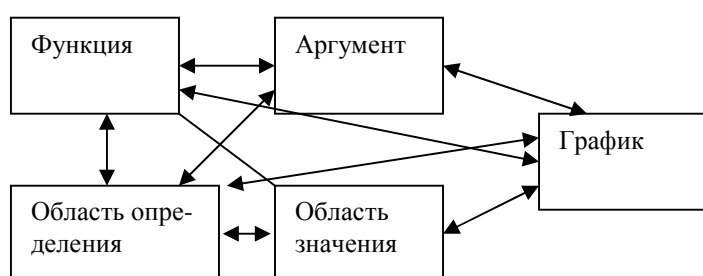 Функция
Аргумент
График
Область опре-
деления
Область
значения